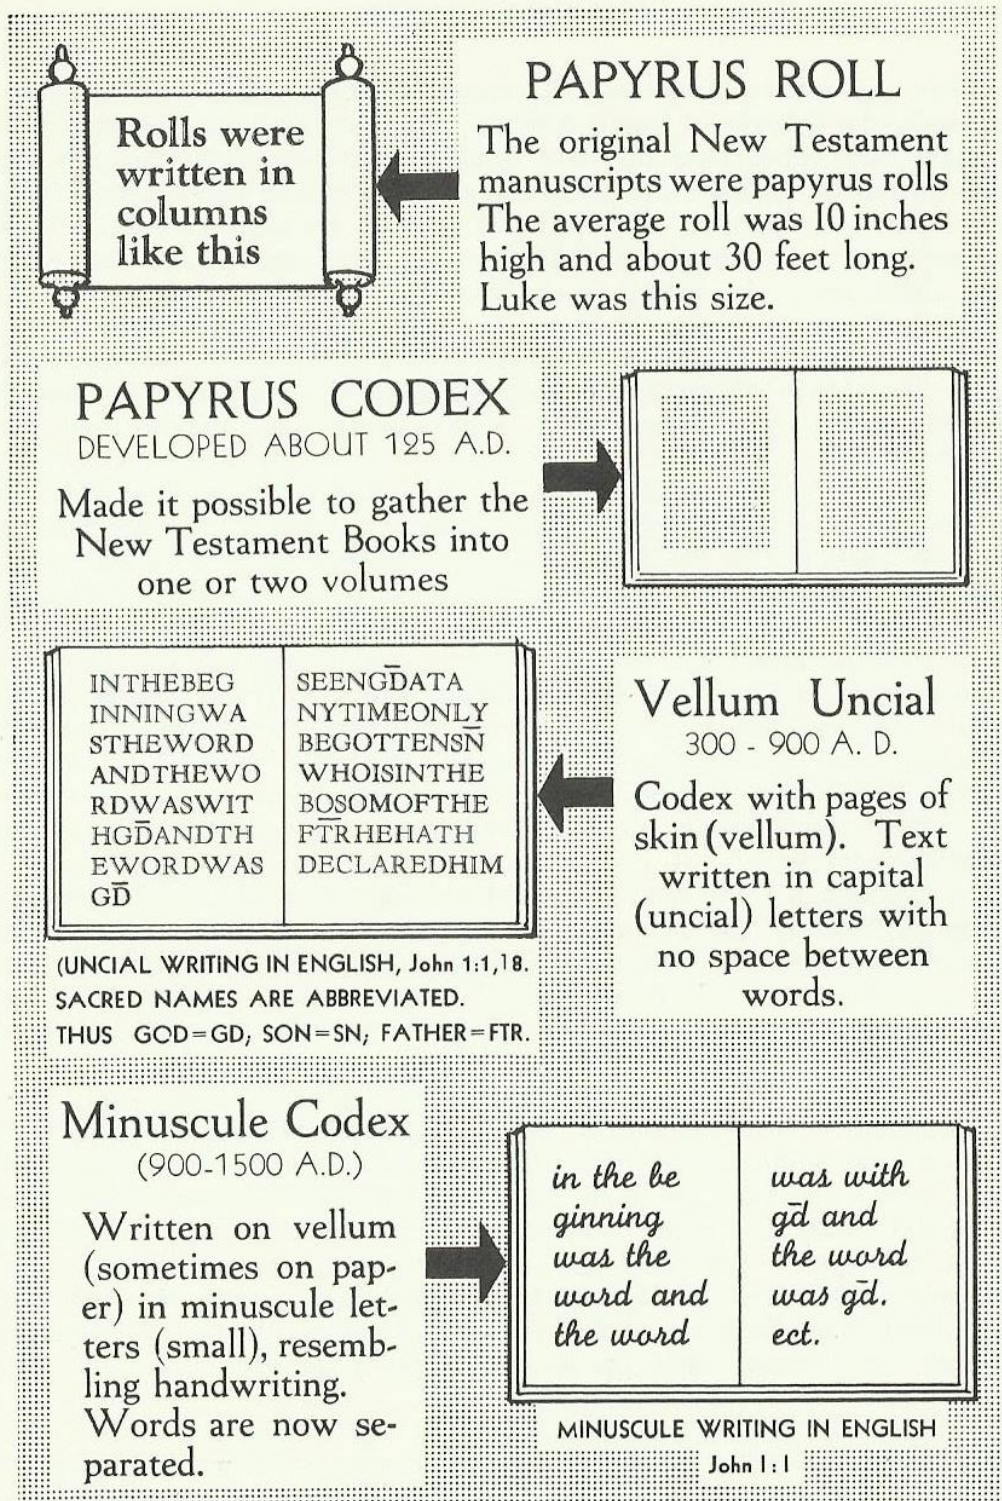 Rolls were
written in
columns
like this
PAPYRUS ROLL
The original New Testament
manuscripts were papyrus rolls
The average roll was 10 inches
high and about 30 feet long.
Luke was this size.
PAPYRUS CODEX
DEVELOPED ABOUT 125 A.D.
Made it possible to gather the
New Testament Books into
one or two volumes
INTHEBEG
INNINGWA
STHEWORD
ANDTHEWO
RDWASWIT
HGD̅ANDTH
EWORDWAS
GD̅
SEENGD̅ATA
NYTIMEONLY
BEGOTTENSN̅
WHOISINTHE
BOSOMOFTHE
FT̅RHEHATH
DECLAREDHIM
(UNCIAL WRITING IN ENGLISH, John 1:1,18.
SACRED NAMES ARE ABBREVIATED.
THUS GOD=GD; SON=SN; FATHER=FTR.
Vellum Uncial
300 - 900 A. D.
Codex with pages of
skin (vellum). Text
written in capital
(uncial) letters with
no space between
words.
Minuscule Codex
(900-1500 A.D.)
Written on vellum
(sometimes on pap-
er) in minuscule let-
ters (small), resemb-
ling handwriting.
Words are now se-
parated.
in the be
ginning
was the
word and
the word
was with
gd̅ and
the word
was gd̅.
ect.
MINUSCULE WRITING IN ENGLISH
John 1:1